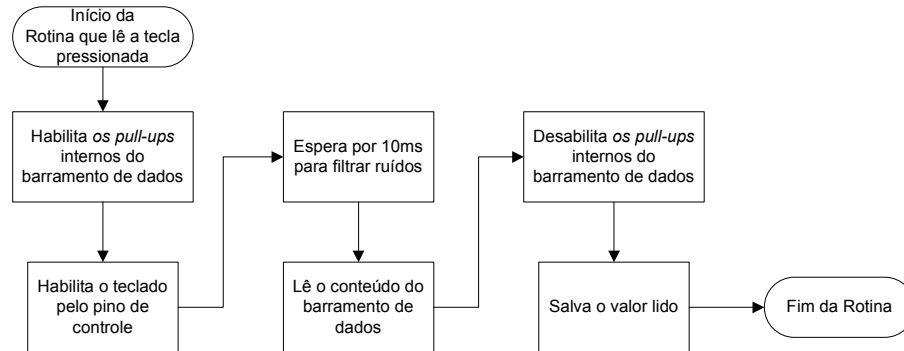 Início da
Rotina que lê a tecla
pressionada
Habilita os pull-ups
internos do
barramento de dados
Habilita o teclado
pelo pino de
controle
Espera por 10ms
para filtrar ruídos
Lê o conteúdo do
barramento de
dados
Desabilita os pull-ups
internos do
barramento de dados
Salva o valor lido
Fim da Rotina